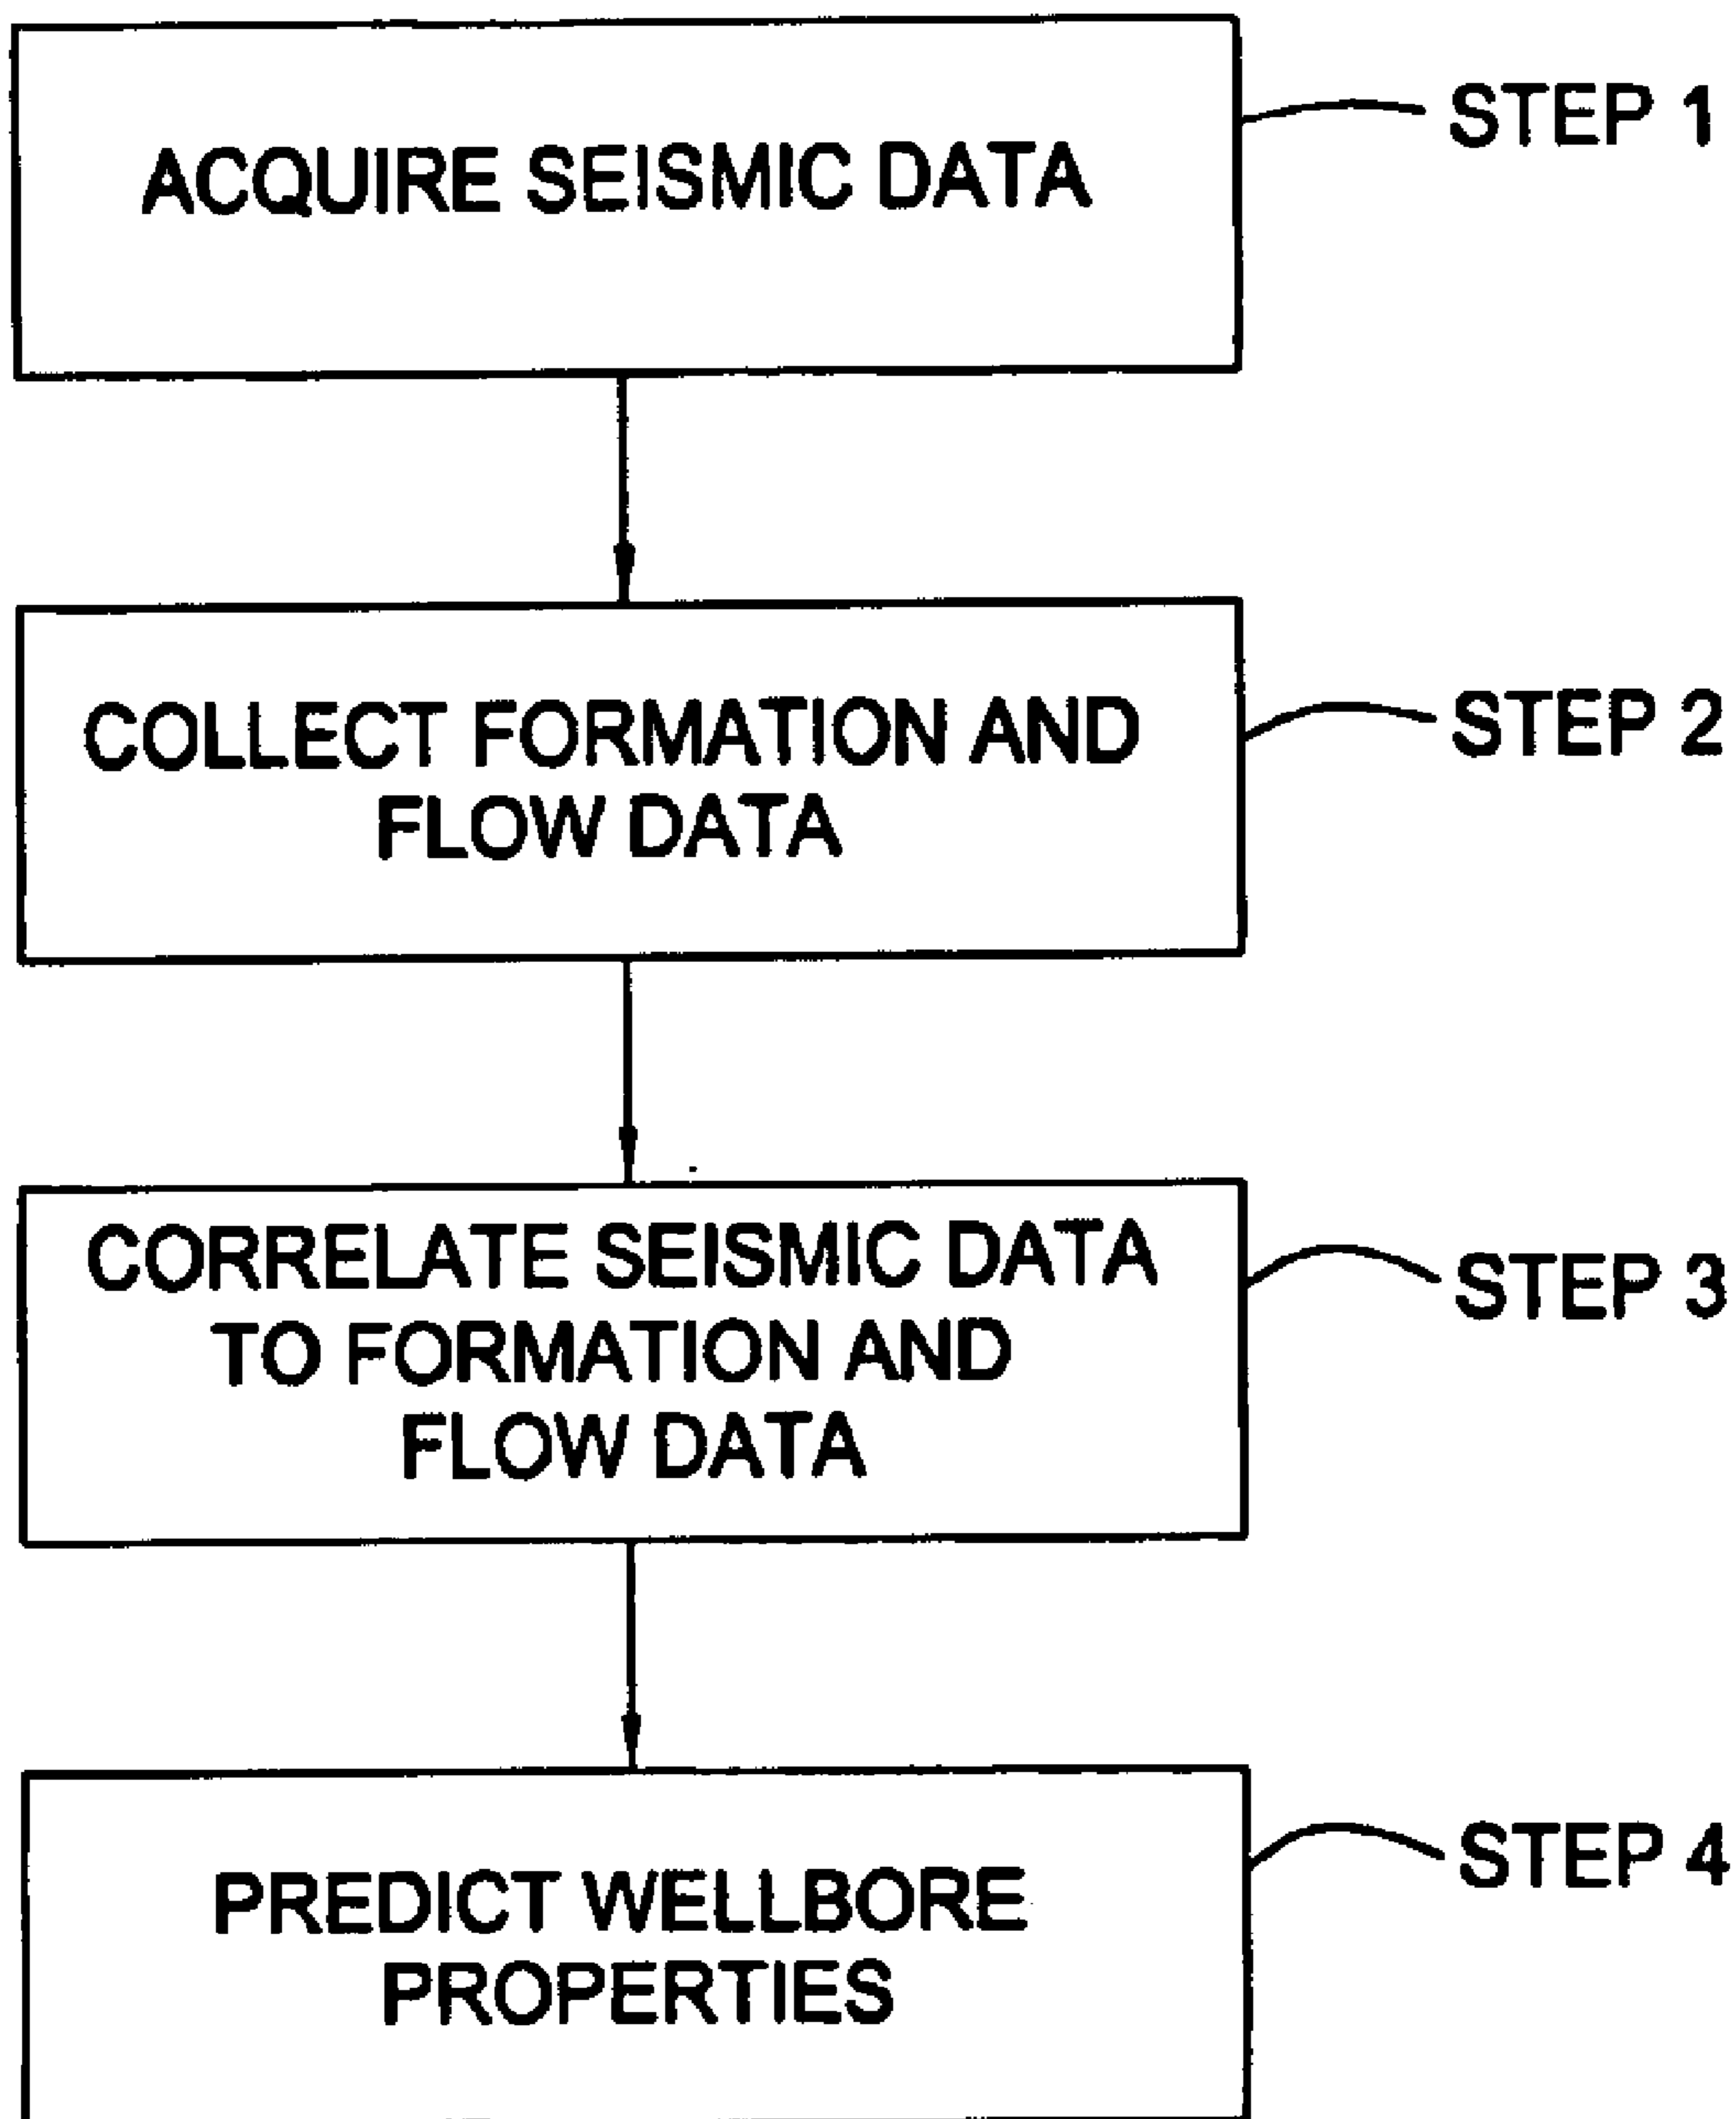 ACQUIRE SEISMIC DATA
STEP 1
COLLECT FORMATION AND
FLOW DATA
STEP 2
CORRELATE SEISMIC DATA
TO FORMATION AND
FLOW DATA
STEP 3
PREDICT WELLBORE
PROPERTIES
STEP 4